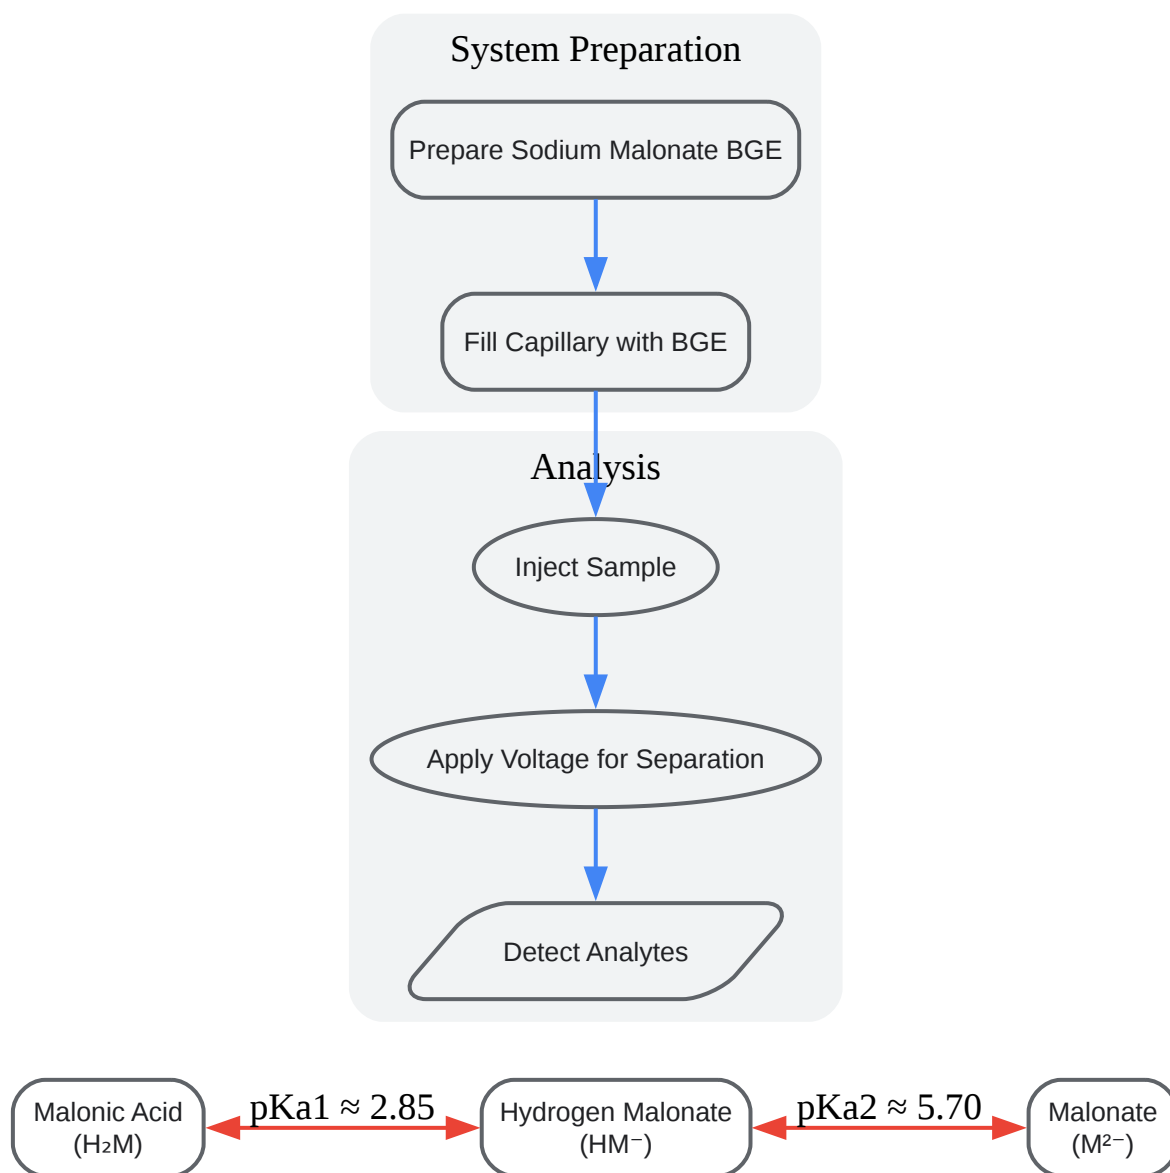 System Preparation
Prepare Sodium Malonate BGE
Fill Capillary with BGE
Analysis
Inject Sample
Apply Voltage for Separation
Detect Analytes
Malonic Acid
(H₂M)
pKa1 ≈ 2.85
Hydrogen Malonate
(HM⁻)
pKa2 ≈ 5.70
Malonate
(M²⁻)